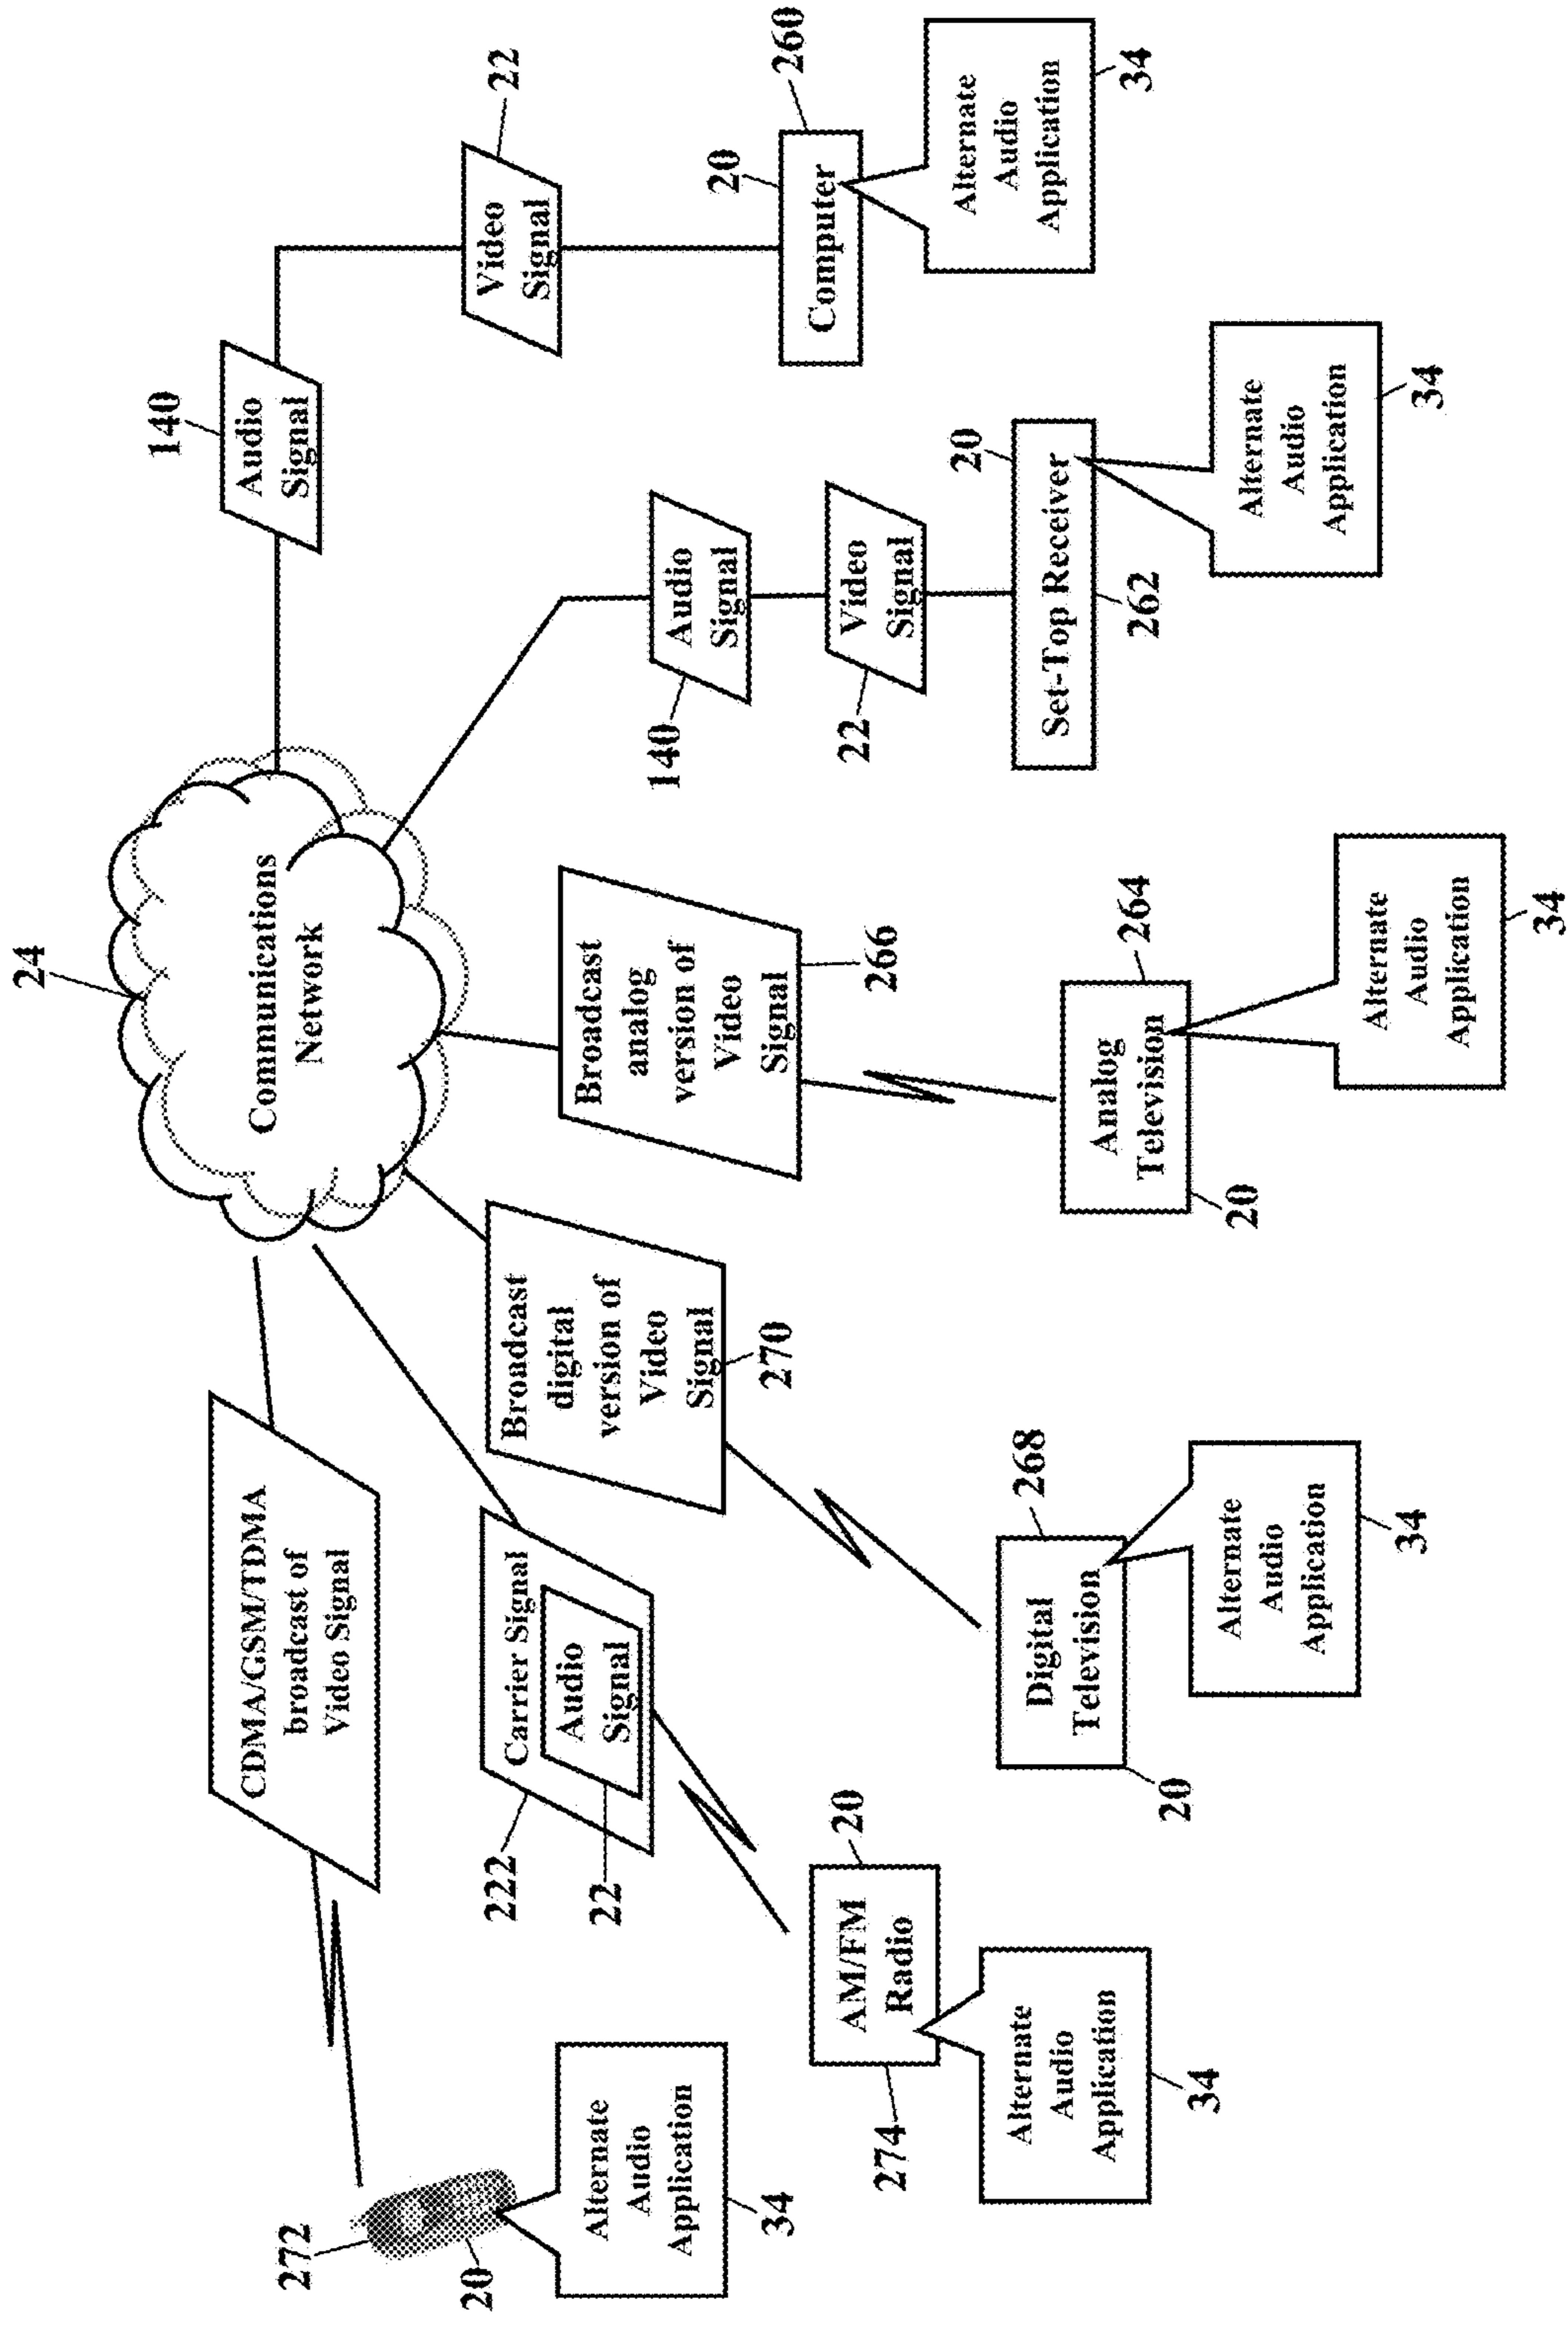 24
Communications
Network
CDMA/GSM/TDMA
broadcast of
Video Signal
272
20
Alternate
Audio
Application
34
222
Carrier Signal
Audio
Signal
22
AM/FM
Radio
20
274
Alternate
Audio
Application
34
Broadcast
digital
version of
Video
Signal
270
Digital
Television
268
20
Alternate
Audio
Application
34
Broadcast
analog
version of
Video
Signal
266
Analog
Television
264
20
Alternate
Audio
Application
34
Audio
Signal
140
Video
Signal
22
Set-Top Receiver
20
262
Alternate
Audio
Application
34
140
Audio
Signal
Video
Signal
22
Computer
20
260
Alternate
Audio
Application
34